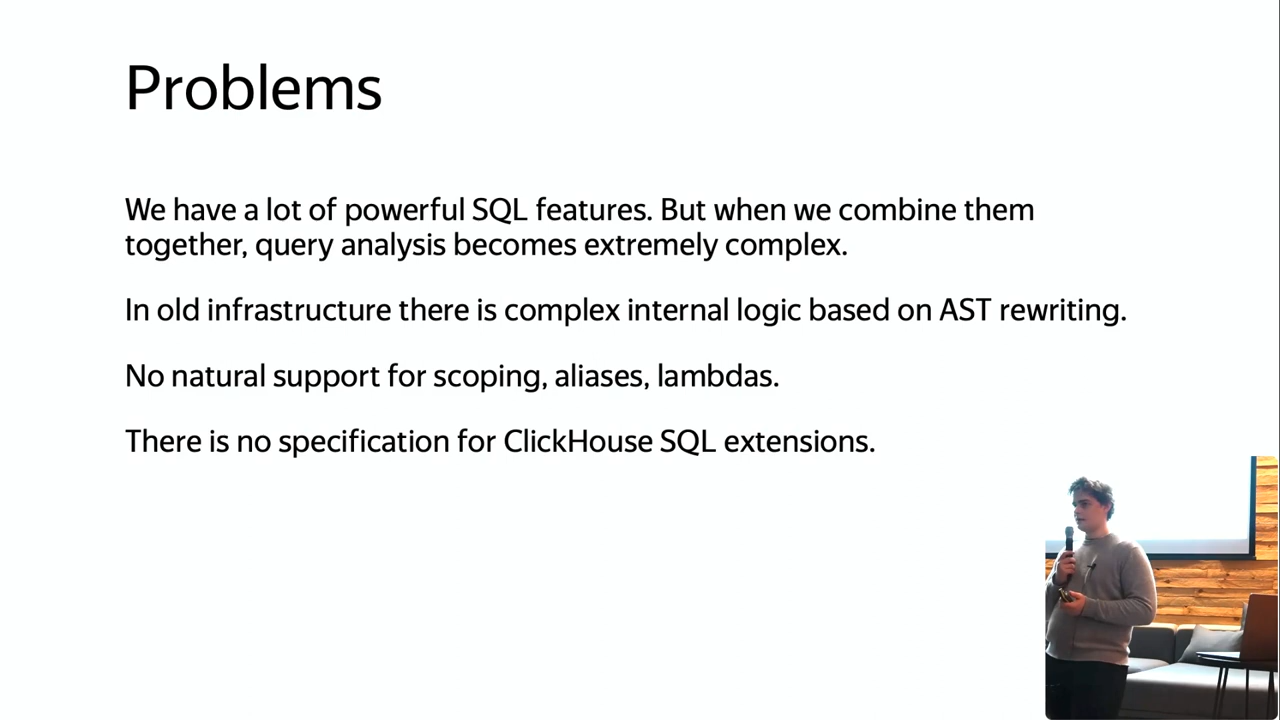 Problems
We have a lot of powerful SQL features. But when we combine them
together, query analysis becomes extremely complex.
In old infrastructure there is complex internal logic based on AST rewriting.
No natural support for scoping, aliases, lambdas.
There is no specification for ClickHouse SQL extensions.